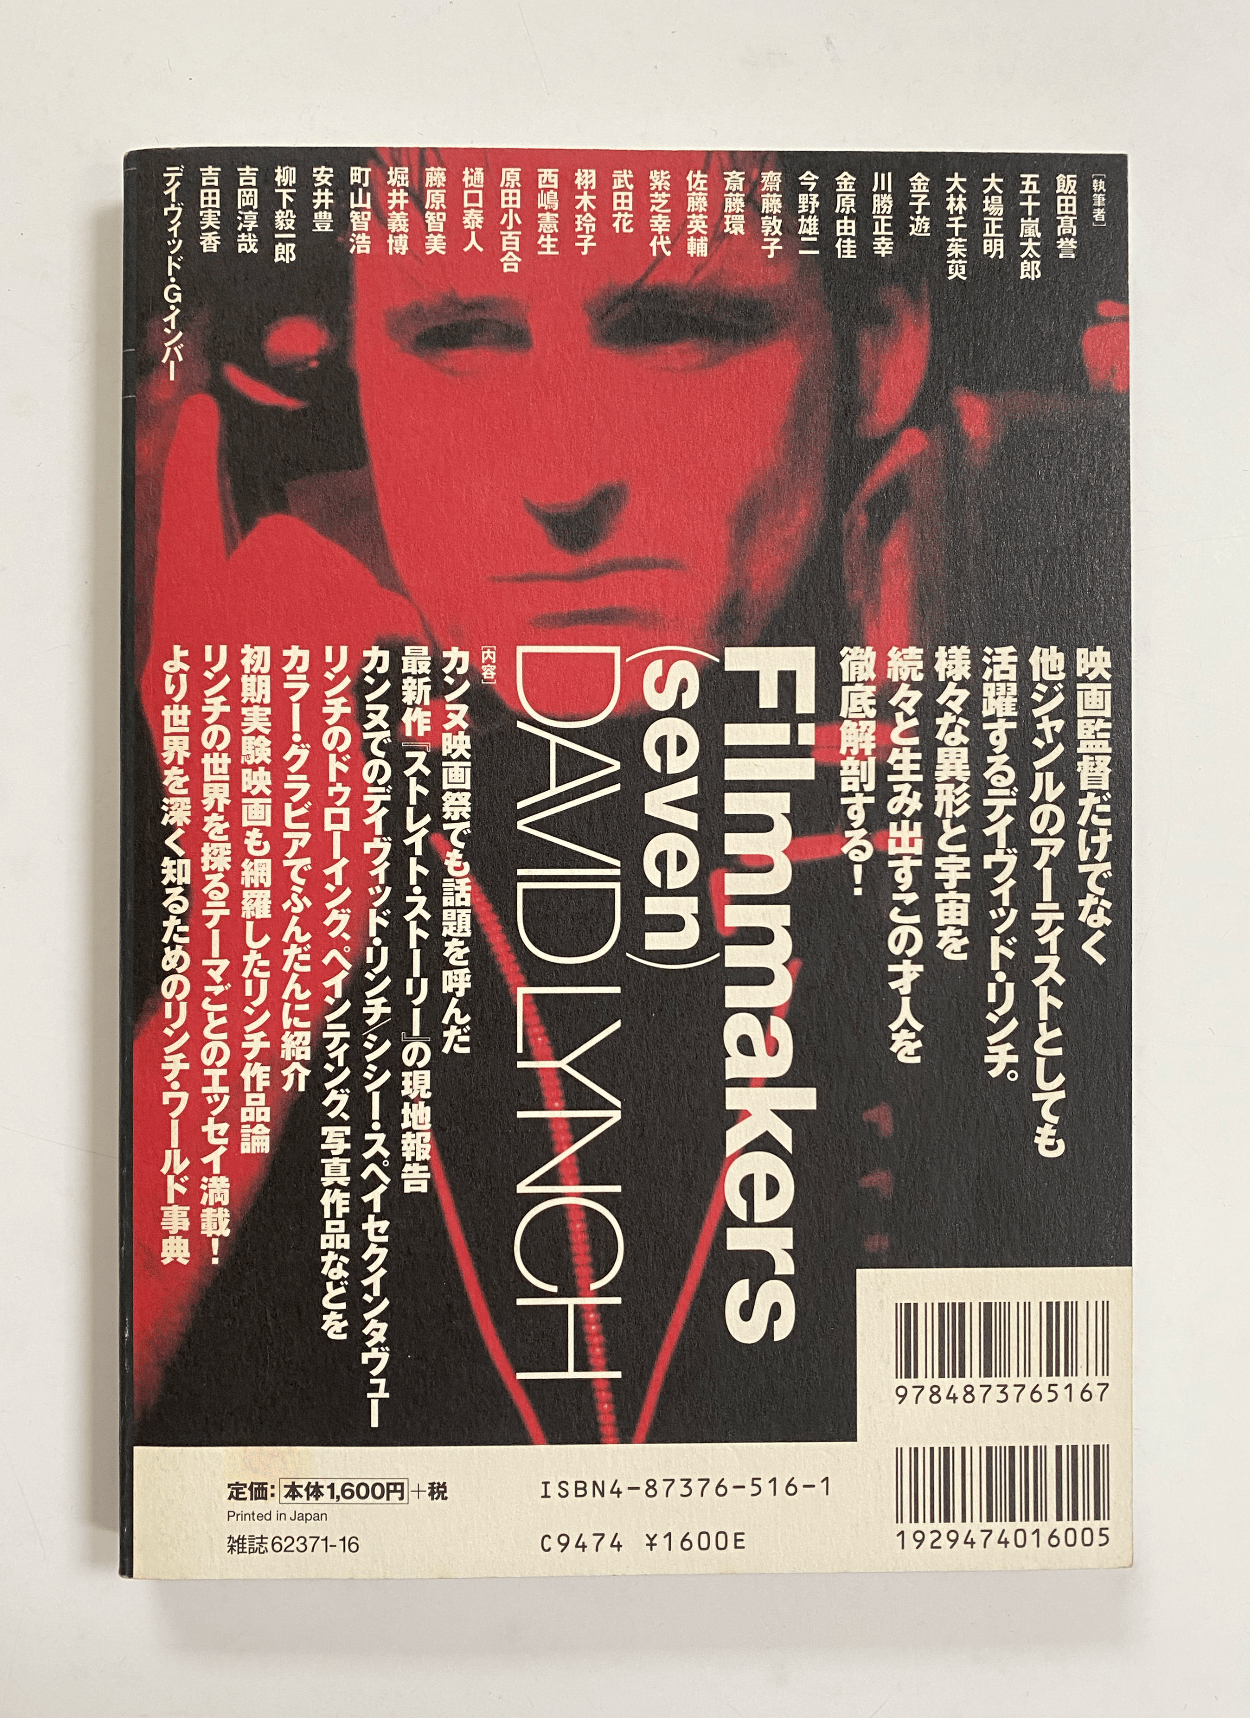 [執筆者]
飯田高誉
五十嵐太郎
大場正明
大林千茱萸
金子遊
川勝正幸
金原由佳
今野雄二
齋藤敦子
斎藤環
佐藤英輔
紫芝幸代
武田花
栩木玲子
西嶋憲生
原田小百合
樋口泰人
藤原智美
堀井義博
町山智浩
安井豊
柳下毅一郎
吉岡淳哉
吉田実香
デイヴィッド・G・インバー
映画監督だけでなく
他ジャンルのアーティストとしても
活躍するデイヴィッド・リンチ。
様々な異形と宇宙を
続々と生み出すこの才人を
徹底解剖する!
Filmmakers
(seven)
DAVID LYNCH
[内容]
カンヌ映画祭でも話題を呼んだ
最新作『ストレイト・ストーリー』の現地報告
カンヌでのデイヴィッド・リンチ/シシー・スペイセクインタヴュー
リンチのドゥローイング、ペインティング、写真作品などを
カラー・グラビアでふんだんに紹介
初期実験映画も網羅したリンチ作品論
リンチの世界を探るテーマごとのエッセイ満載!
より世界を深く知るためのリンチ・ワールド事典
9784873765167
1929474016005
定価:本体1,600円+税
Printed in Japan
雑誌62371-16
ISBN4-87376-516-1
C9474 ¥1600E